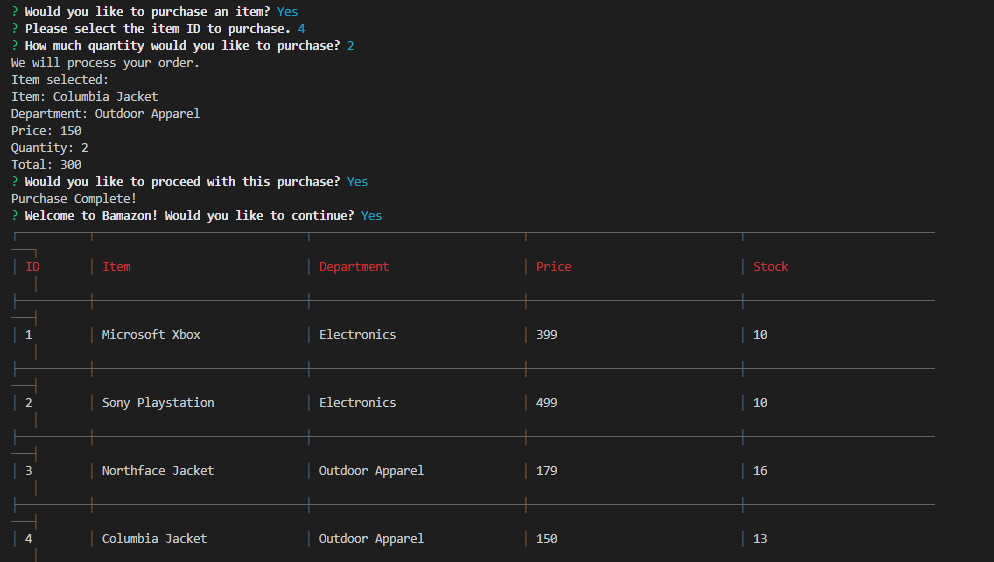 ? Would you like to purchase an item? Yes
? Please select the item ID to purchase. 4
? How much quantity would you like to purchase? 2
We will process your order.
Item selected:
Item: Columbia Jacket
Department: Outdoor Apparel
Price: 150
Quantity: 2
Total: 300
? Would you like to proceed with this purchase? Yes
Purchase Complete!
? Welcome to Bamazon! Would you like to continue? Yes
ID Item Department Price Stock
1 Microsoft Xbox Electronics 399 10
2 Sony Playstation Electronics 499 10
3 Northface Jacket Outdoor Apparel 179 16
4 Columbia Jacket Outdoor Apparel 150 13